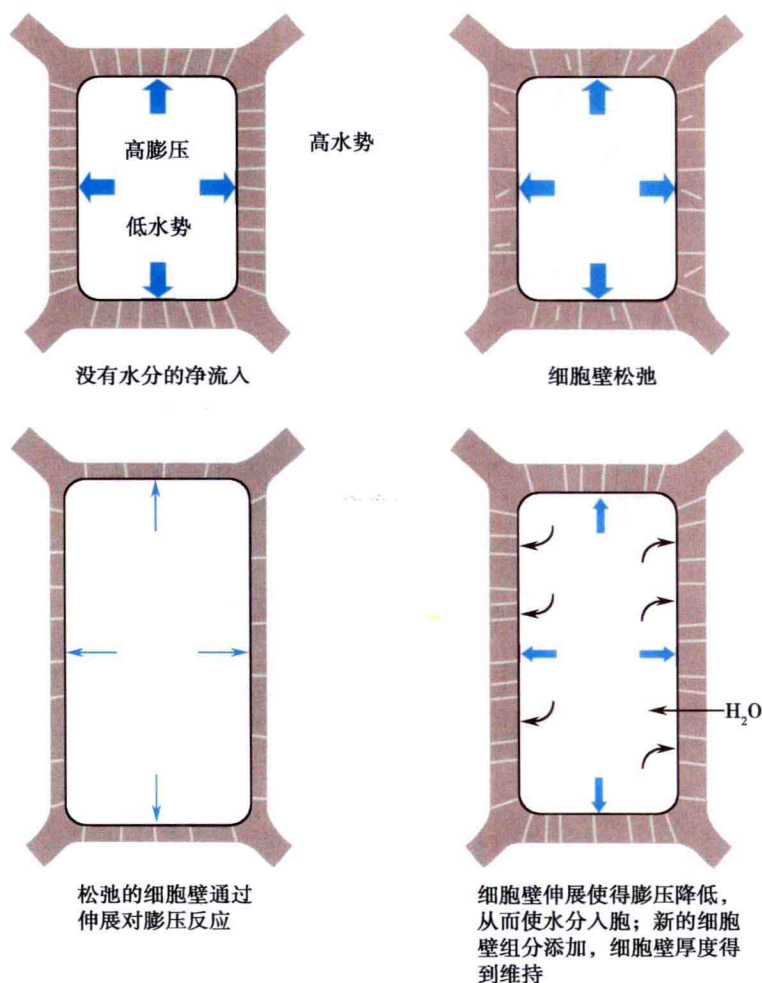 高膨压
高水势
低水势
没有水分的净流入
细胞壁松弛
H₂O
松弛的细胞壁通过
伸展对膨压反应
细胞壁伸展使得膨压降低，
从而使水分入胞；新的细胞
壁组分添加，细胞壁厚度得
到维持